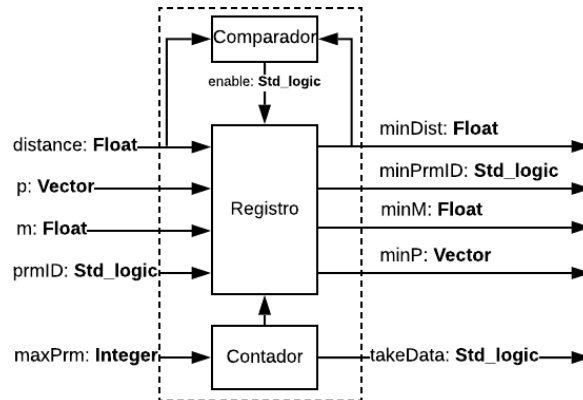 Comparador
enable: Std_logic
distance: Float
p: Vector
m: Float
prmID: Std_logic
Registro
minDist: Float
minPrmID: Std_logic
minM: Float
minP: Vector
maxPrm: Integer
Contador
takeData: Std_logic